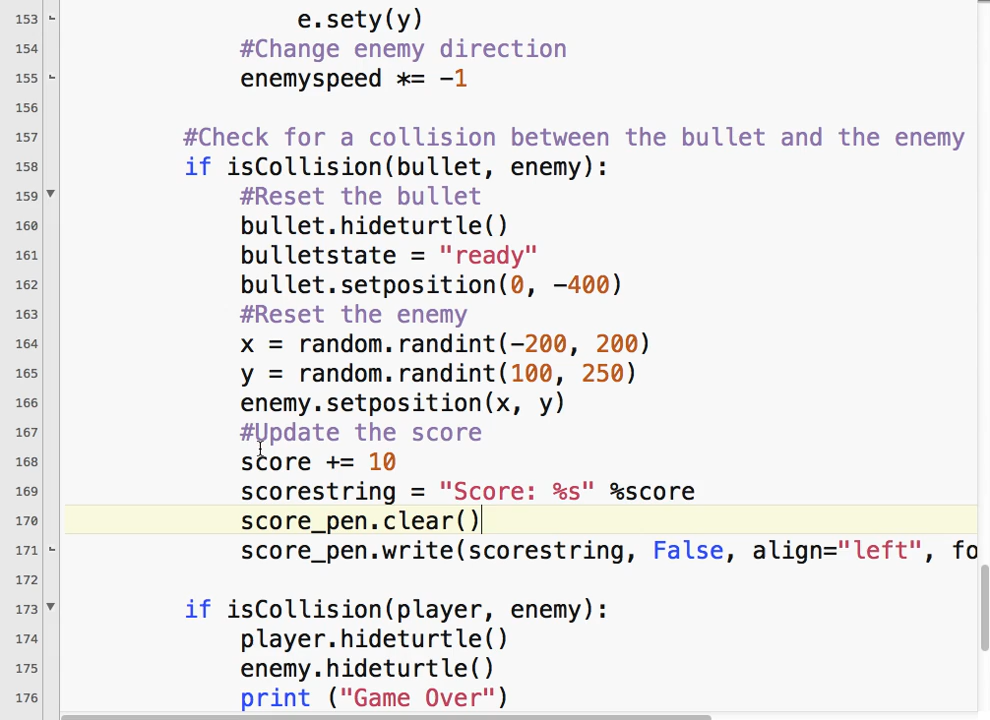 153 e.sety(y)
154 #Change enemy direction
155 enemyspeed *= -1
156
157 #Check for a collision between the bullet and the enemy
158 if isCollision(bullet, enemy):
159 #Reset the bullet
160 bullet.hideturtle()
161 bulletstate = "ready"
162 bullet.setposition(0, -400)
163 #Reset the enemy
164 x = random.randint(-200, 200)
165 y = random.randint(100, 250)
166 enemy.setposition(x, y)
167 #Update the score
168 score += 10
169 scorestring = "Score: %s" %score
170 score_pen.clear()
171 score_pen.write(scorestring, False, align="left", fo
172
173 if isCollision(player, enemy):
174 player.hideturtle()
175 enemy.hideturtle()
176 print ("Game Over")